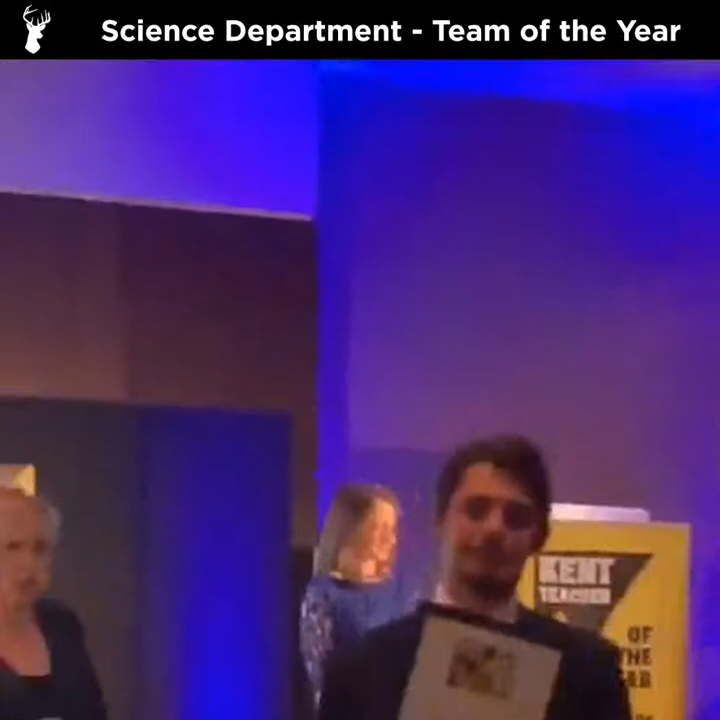 Science Department - Team of the Year
KENT
TEACHER
OF
THE